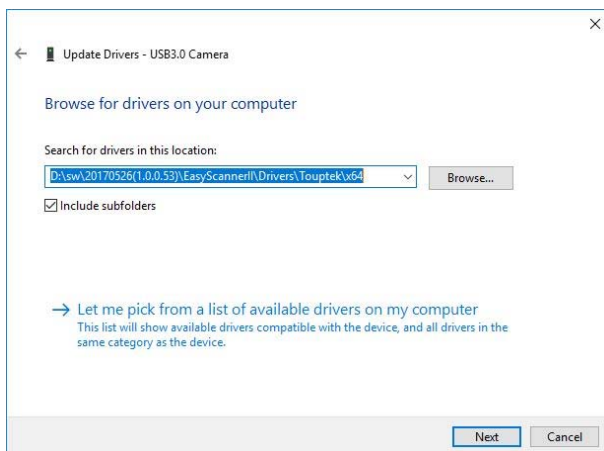 Update Drivers - USB3.0 Camera
Browse for drivers on your computer
Search for drivers in this location:
D:\sw\20170526(1.0.0.53)\EasyScannerII\Drivers\Touptek\x64
Browse...
Include subfolders
Let me pick from a list of available drivers on my computer
This list will show available drivers compatible with the device, and all drivers in the
same category as the device.
Next
Cancel